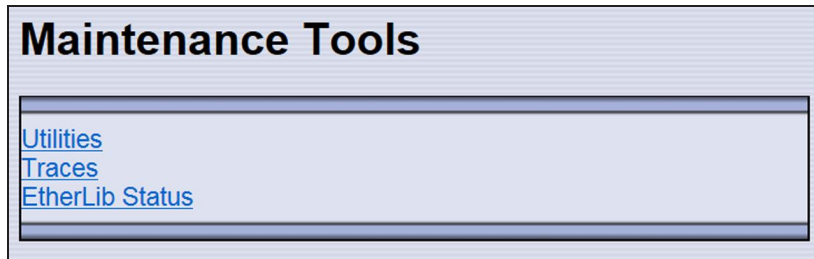 Maintenance Tools
Utilities
Traces
EtherLib Status